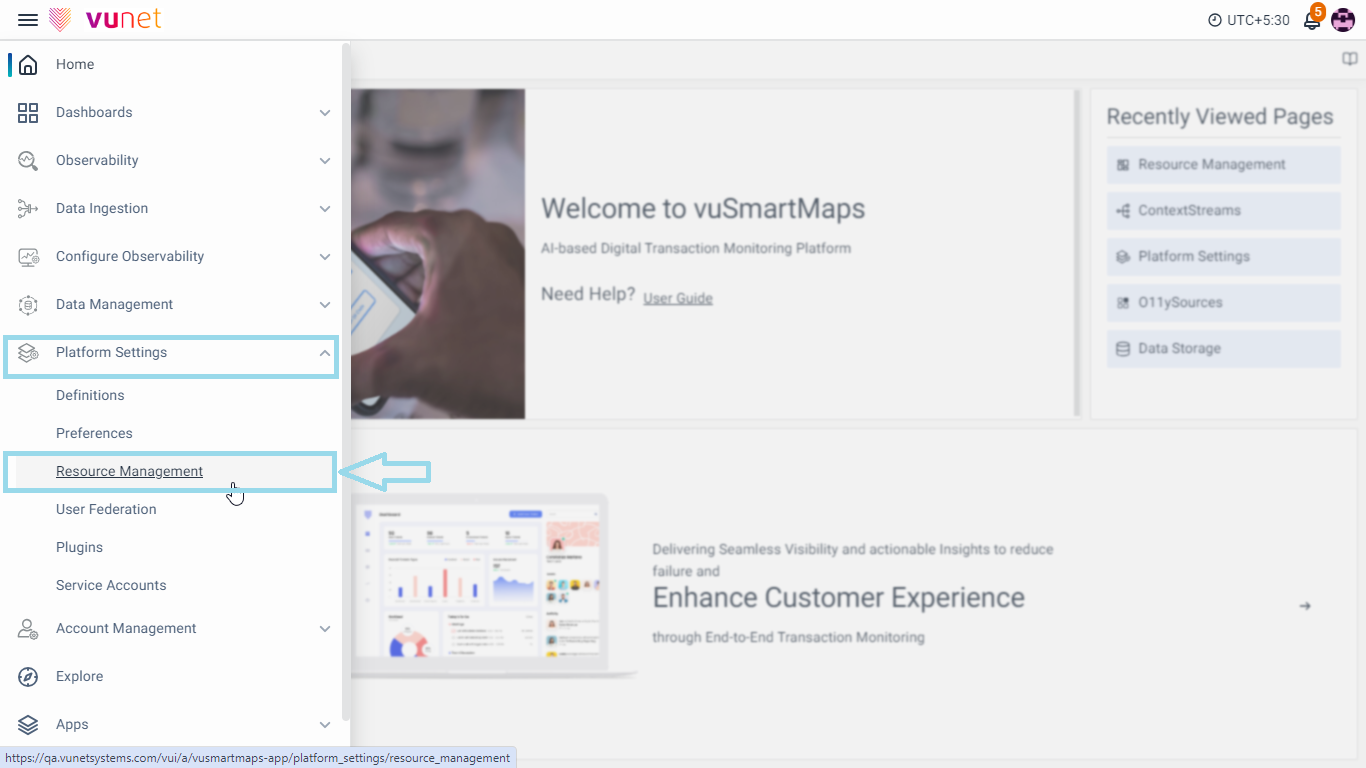 vunet
UTC+5:30
5
Home
Dashboards
Observability
Data Ingestion
Configure Observability
Data Management
Platform Settings
Definitions
Preferences
Resource Management
User Federation
Plugins
Service Accounts
Account Management
Explore
Apps
https://qa.vunetsystems.com/vui/a/vusmartmaps-app/platform_settings/resource_management
Welcome to vuSmartMaps
AI-based Digital Transaction Monitoring Platform
Need Help? User Guide
Recently Viewed Pages
Resource Management
ContextStreams
Platform Settings
O11ySources
Data Storage
Delivering Seamless Visibility and actionable Insights to reduce
failure and
Enhance Customer Experience
through End-to-End Transaction Monitoring